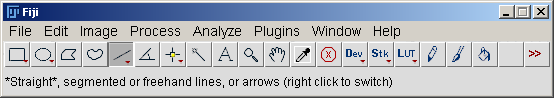 Fiji
File Edit Image Process Analyze Plugins Window Help
A Dev Stk LUT >>
*Straight*, segmented or freehand lines, or arrows (right click to switch)